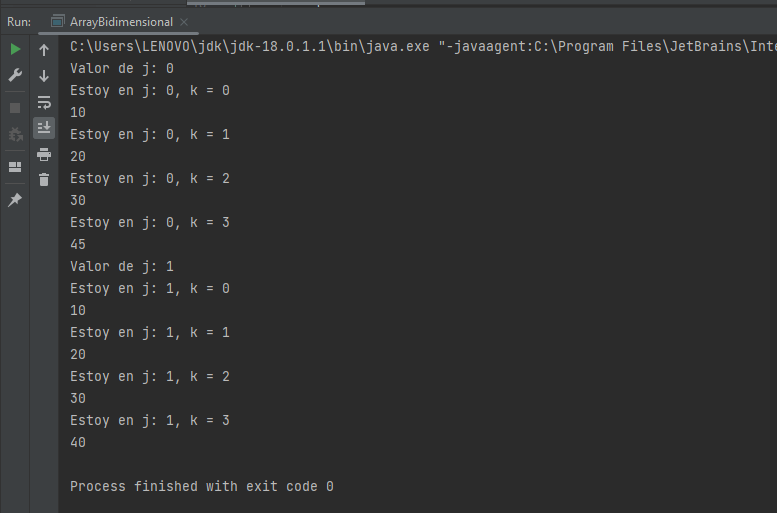 Run: ArrayBidimensional
C:\Users\LENOVO\jdk\jdk-18.0.1.1\bin\java.exe "-javaagent:C:\Program Files\JetBrains\Inte
Valor de j: 0
Estoy en j: 0, k = 0
10
Estoy en j: 0, k = 1
20
Estoy en j: 0, k = 2
30
Estoy en j: 0, k = 3
45
Valor de j: 1
Estoy en j: 1, k = 0
10
Estoy en j: 1, k = 1
20
Estoy en j: 1, k = 2
30
Estoy en j: 1, k = 3
40
Process finished with exit code 0